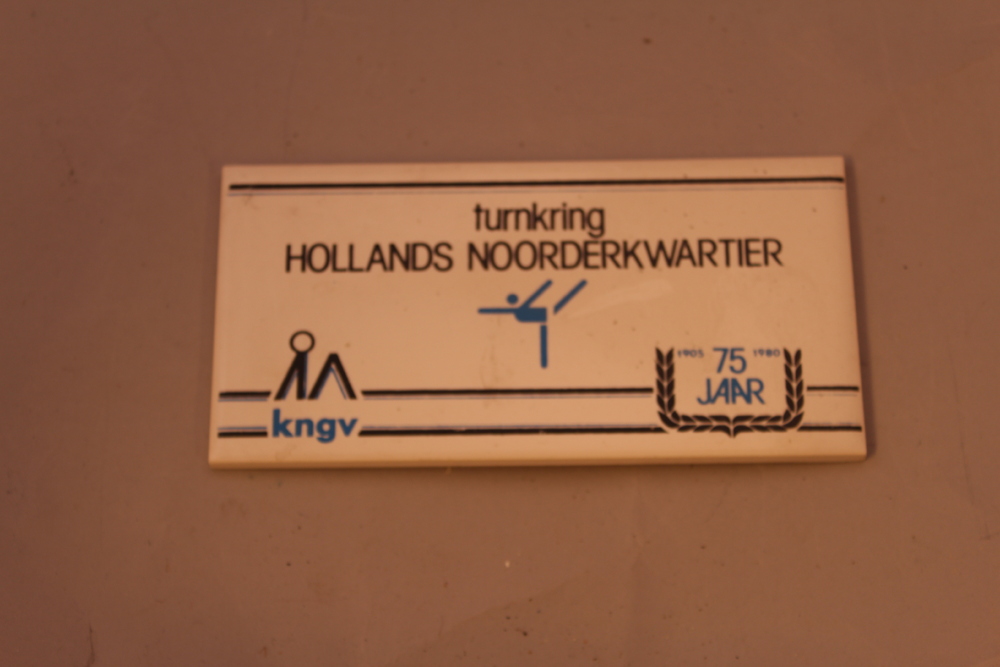 turnkring
HOLLANDS NOORDERKWARTIER
kngv
1905 75 1980
JAAR